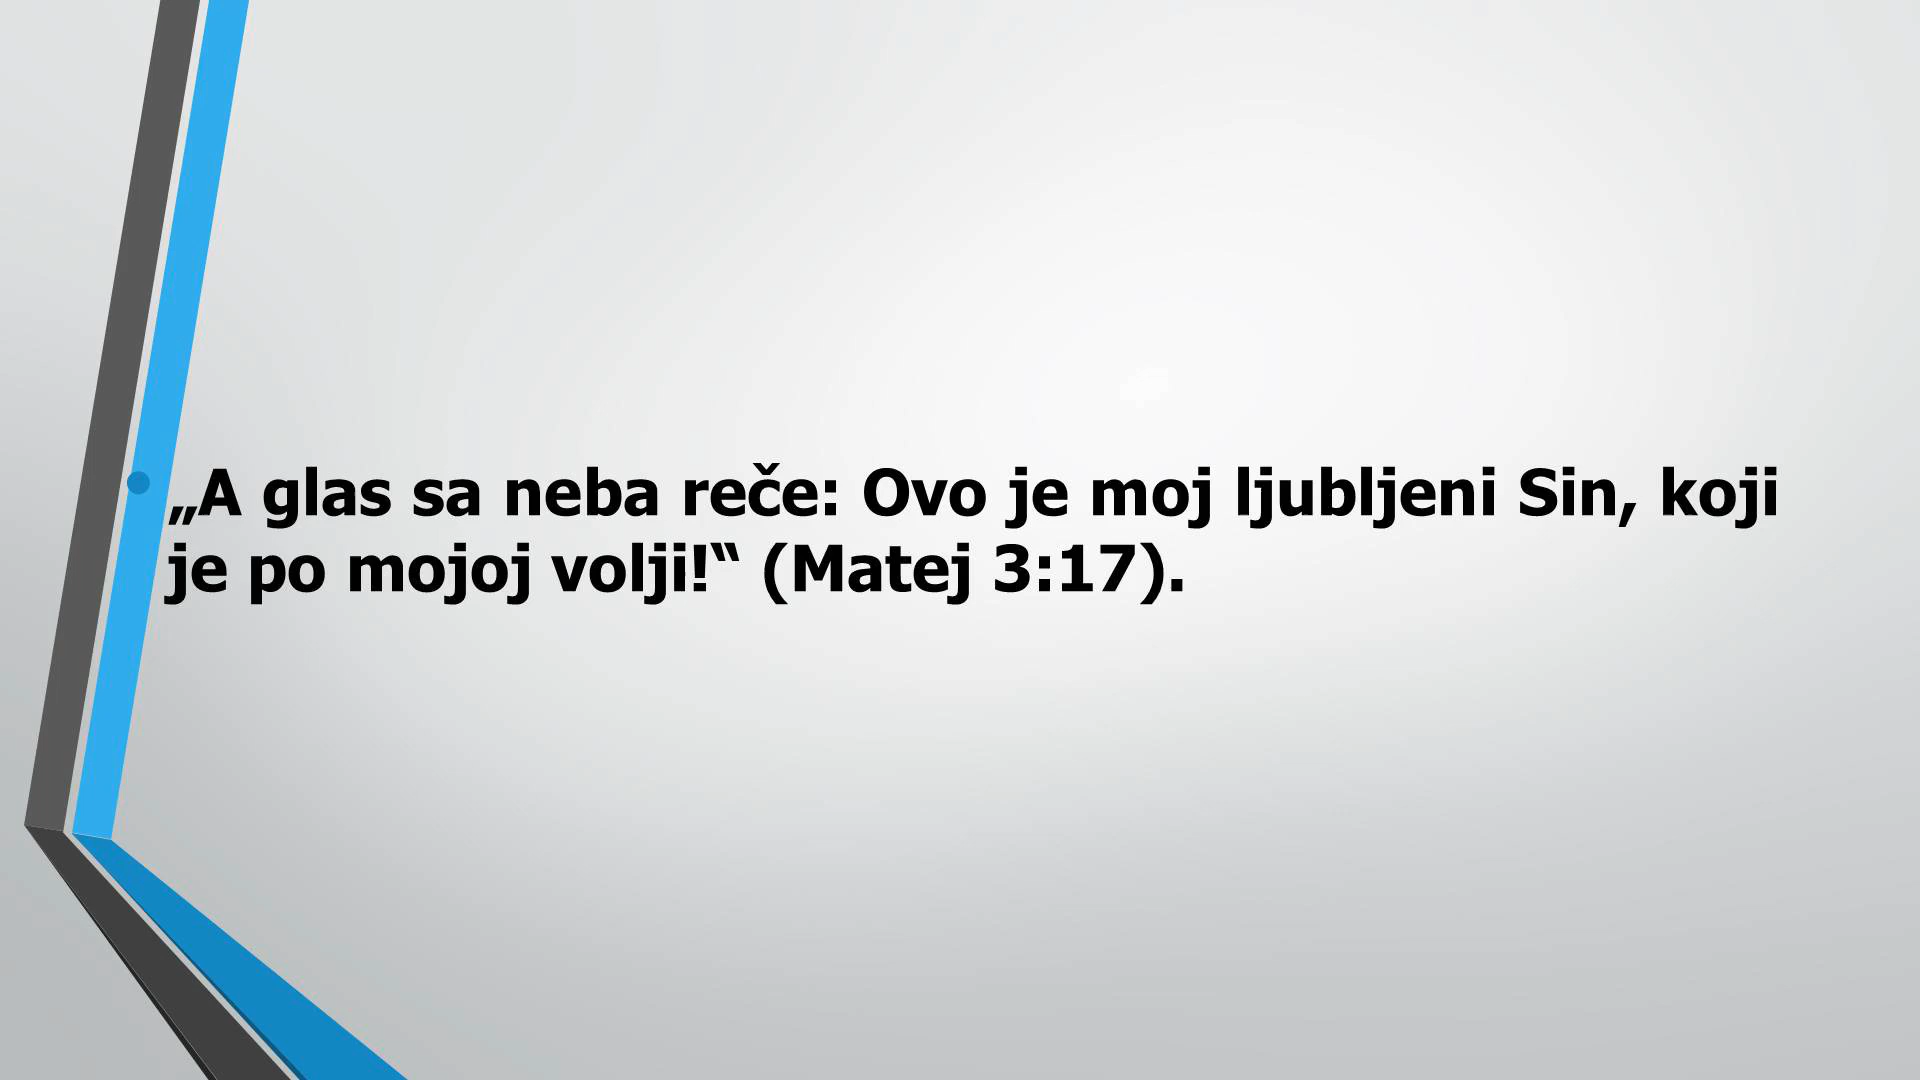 „A glas sa neba reče: Ovo je moj ljubljeni Sin, koji
je po mojoj volji!“ (Matej 3:17).